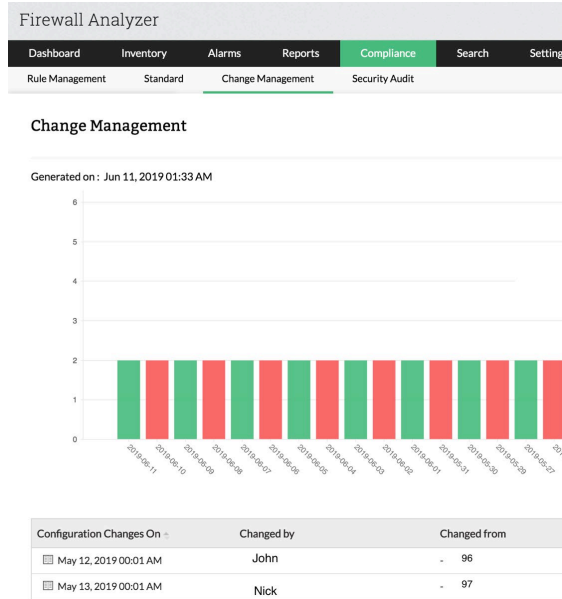 Firewall Analyzer
Dashboard Inventory Alarms Reports Compliance Search Setting
Rule Management Standard Change Management Security Audit
Change Management
Generated on : Jun 11, 2019 01:33 AM
6
5
4
3
2
1
0
2019-06-11 2019-06-10 2019-06-09 2019-06-08 2019-06-07 2019-06-06 2019-06-05 2019-06-04 2019-06-03 2019-06-02 2019-06-01 2019-05-31 2019-05-30 2019-05-29 2019-05-27
Configuration Changes On Changed by Changed from
May 12, 2019 00:01 AM John - 96
May 13, 2019 00:01 AM Nick - 97